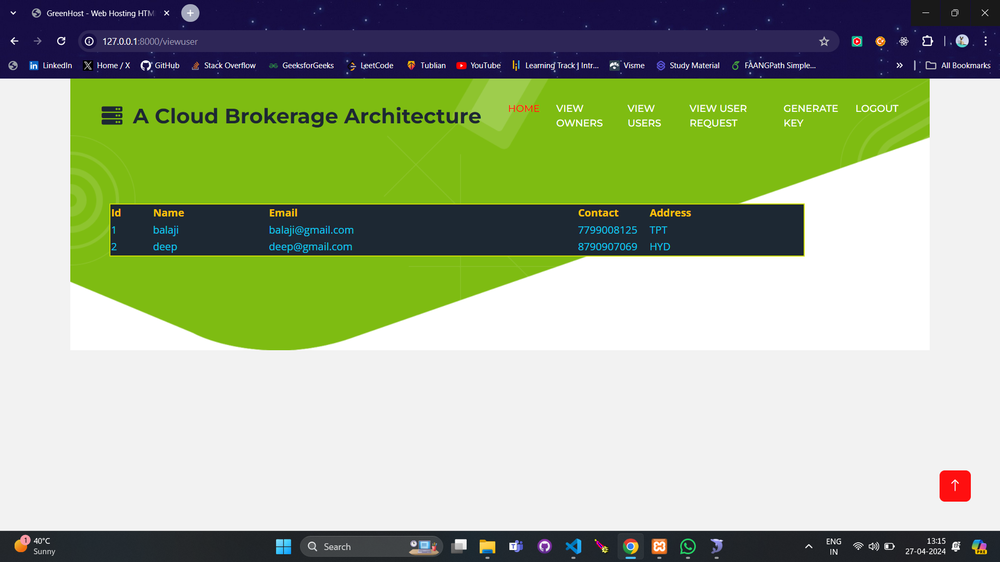 GreenHost - Web Hosting HTM
127.0.0.1:8000/viewuser
LinkedIn Home / X GitHub Stack Overflow GeeksforGeeks LeetCode Tublian YouTube Learning Track | Intr... Visme Study Material FAANGPath Simple... All Bookmarks
A Cloud Brokerage Architecture
HOME
VIEW
OWNERS
VIEW
USERS
VIEW USER
REQUEST
GENERATE
KEY
LOGOUT
Id Name Email Contact Address
1 balaji balaji@gmail.com 7799008125 TPT
2 deep deep@gmail.com 8790907069 HYD
1
40°C
Sunny
Search
ENG
IN
13:15
27-04-2024
PRE